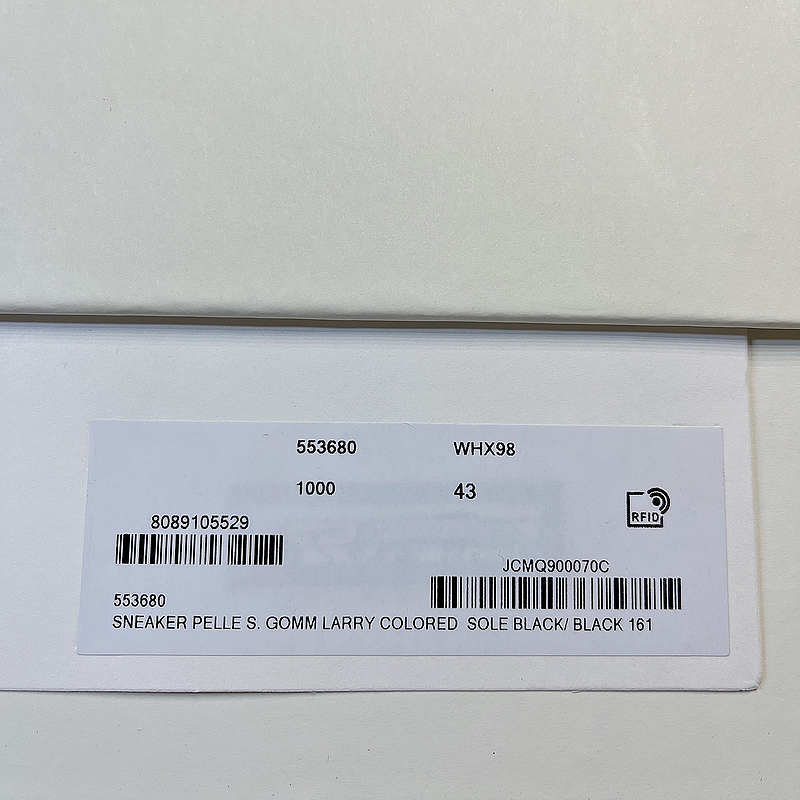 553680 WHX98
1000 43
RFID
8089105529
JCMQ900070C
553680
SNEAKER PELLE S. GOMM LARRY COLORED SOLE BLACK/ BLACK 161